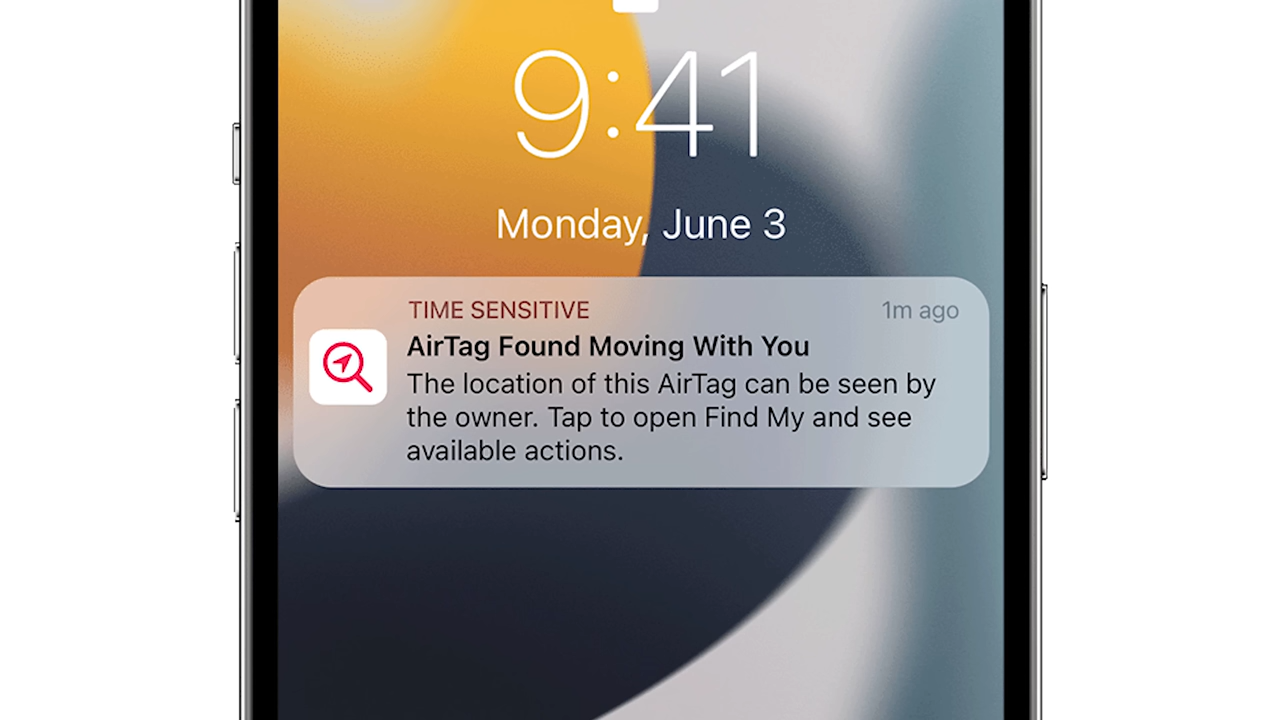 9:41
Monday, June 3
TIME SENSITIVE 1m ago
AirTag Found Moving With You
The location of this AirTag can be seen by
the owner. Tap to open Find My and see
available actions.